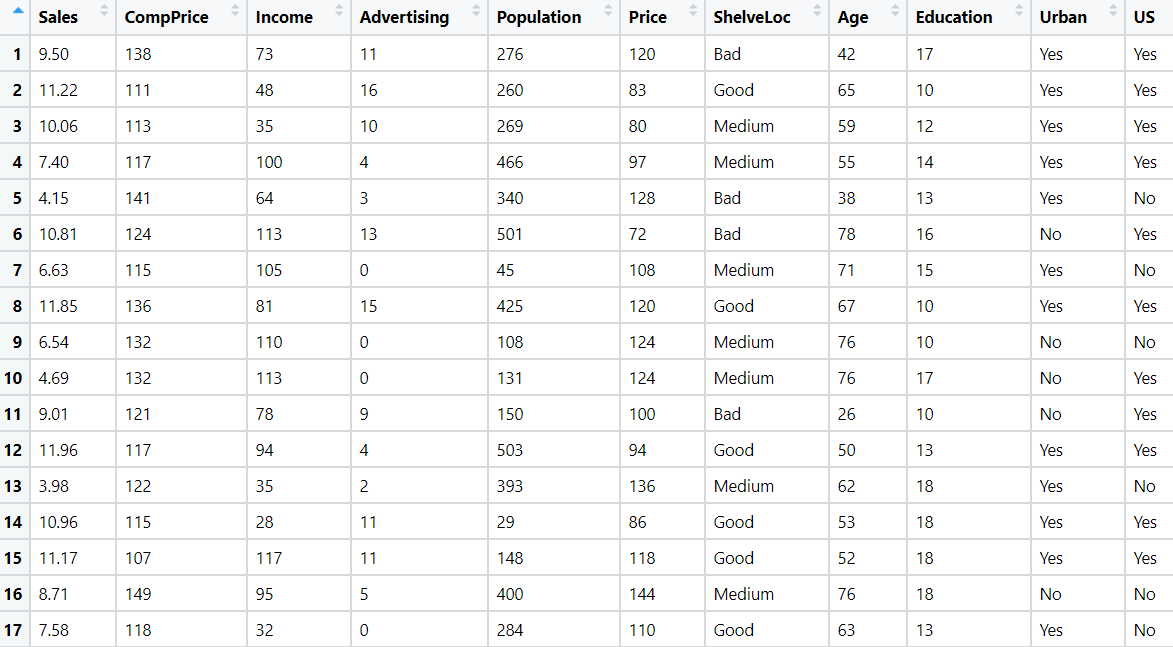 Sales CompPrice Income Advertising Population Price ShelveLoc Age Education Urban US
1 9.50 138 73 11 276 120 Bad 42 17 Yes Yes
2 11.22 111 48 16 260 83 Good 65 10 Yes Yes
3 10.06 113 35 10 269 80 Medium 59 12 Yes Yes
4 7.40 117 100 4 466 97 Medium 55 14 Yes Yes
5 4.15 141 64 3 340 128 Bad 38 13 Yes No
6 10.81 124 113 13 501 72 Bad 78 16 No Yes
7 6.63 115 105 0 45 108 Medium 71 15 Yes No
8 11.85 136 81 15 425 120 Good 67 10 Yes Yes
9 6.54 132 110 0 108 124 Medium 76 10 No No
10 4.69 132 113 0 131 124 Medium 76 17 No Yes
11 9.01 121 78 9 150 100 Bad 26 10 No Yes
12 11.96 117 94 4 503 94 Good 50 13 Yes Yes
13 3.98 122 35 2 393 136 Medium 62 18 Yes No
14 10.96 115 28 11 29 86 Good 53 18 Yes Yes
15 11.17 107 117 11 148 118 Good 52 18 Yes Yes
16 8.71 149 95 5 400 144 Medium 76 18 No No
17 7.58 118 32 0 284 110 Good 63 13 Yes No